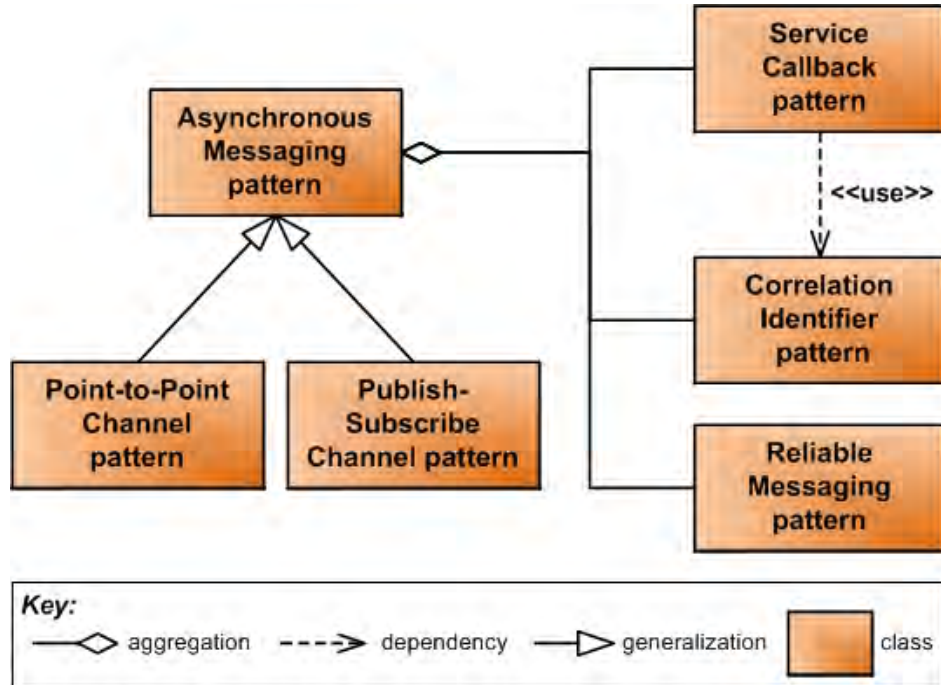 Service
Callback
pattern
Asynchronous
Messaging
pattern
<<use>>
Correlation
Identifier
pattern
Point-to-Point
Channel
pattern
Publish-
Subscribe
Channel pattern
Reliable
Messaging
pattern
Key:
aggregation
dependency
generalization
class